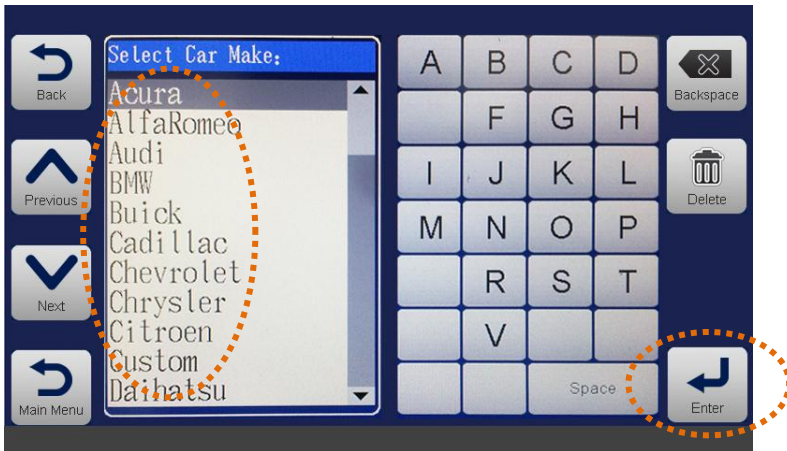 Select Car Make:
Acura
AlfaRomeo
Audi
BMW
Buick
Cadillac
Chevrolet
Chrysler
Citroen
Custom
Daihatsu
Back
Previous
Next
Main Menu
A B C D
F G H
I J K L
M N O P
R S T
V
Space
Backspace
Delete
Enter